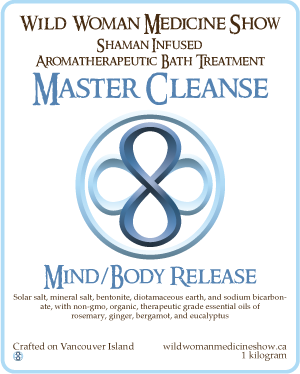 Wild Woman Medicine Show
Shaman Infused
Aromatherapeutic Bath Treatment
Master Cleanse
Mind/Body Release
Solar salt, mineral salt, bentonite, diotamaceous earth, and sodium bicarbon-
ate, with non-gmo, organic, therapeutic grade essential oils of
rosemary, ginger, bergamot, and eucalyptus
Crafted on Vancouver Island
wildwomanmedicineshow.ca
1 kilogram